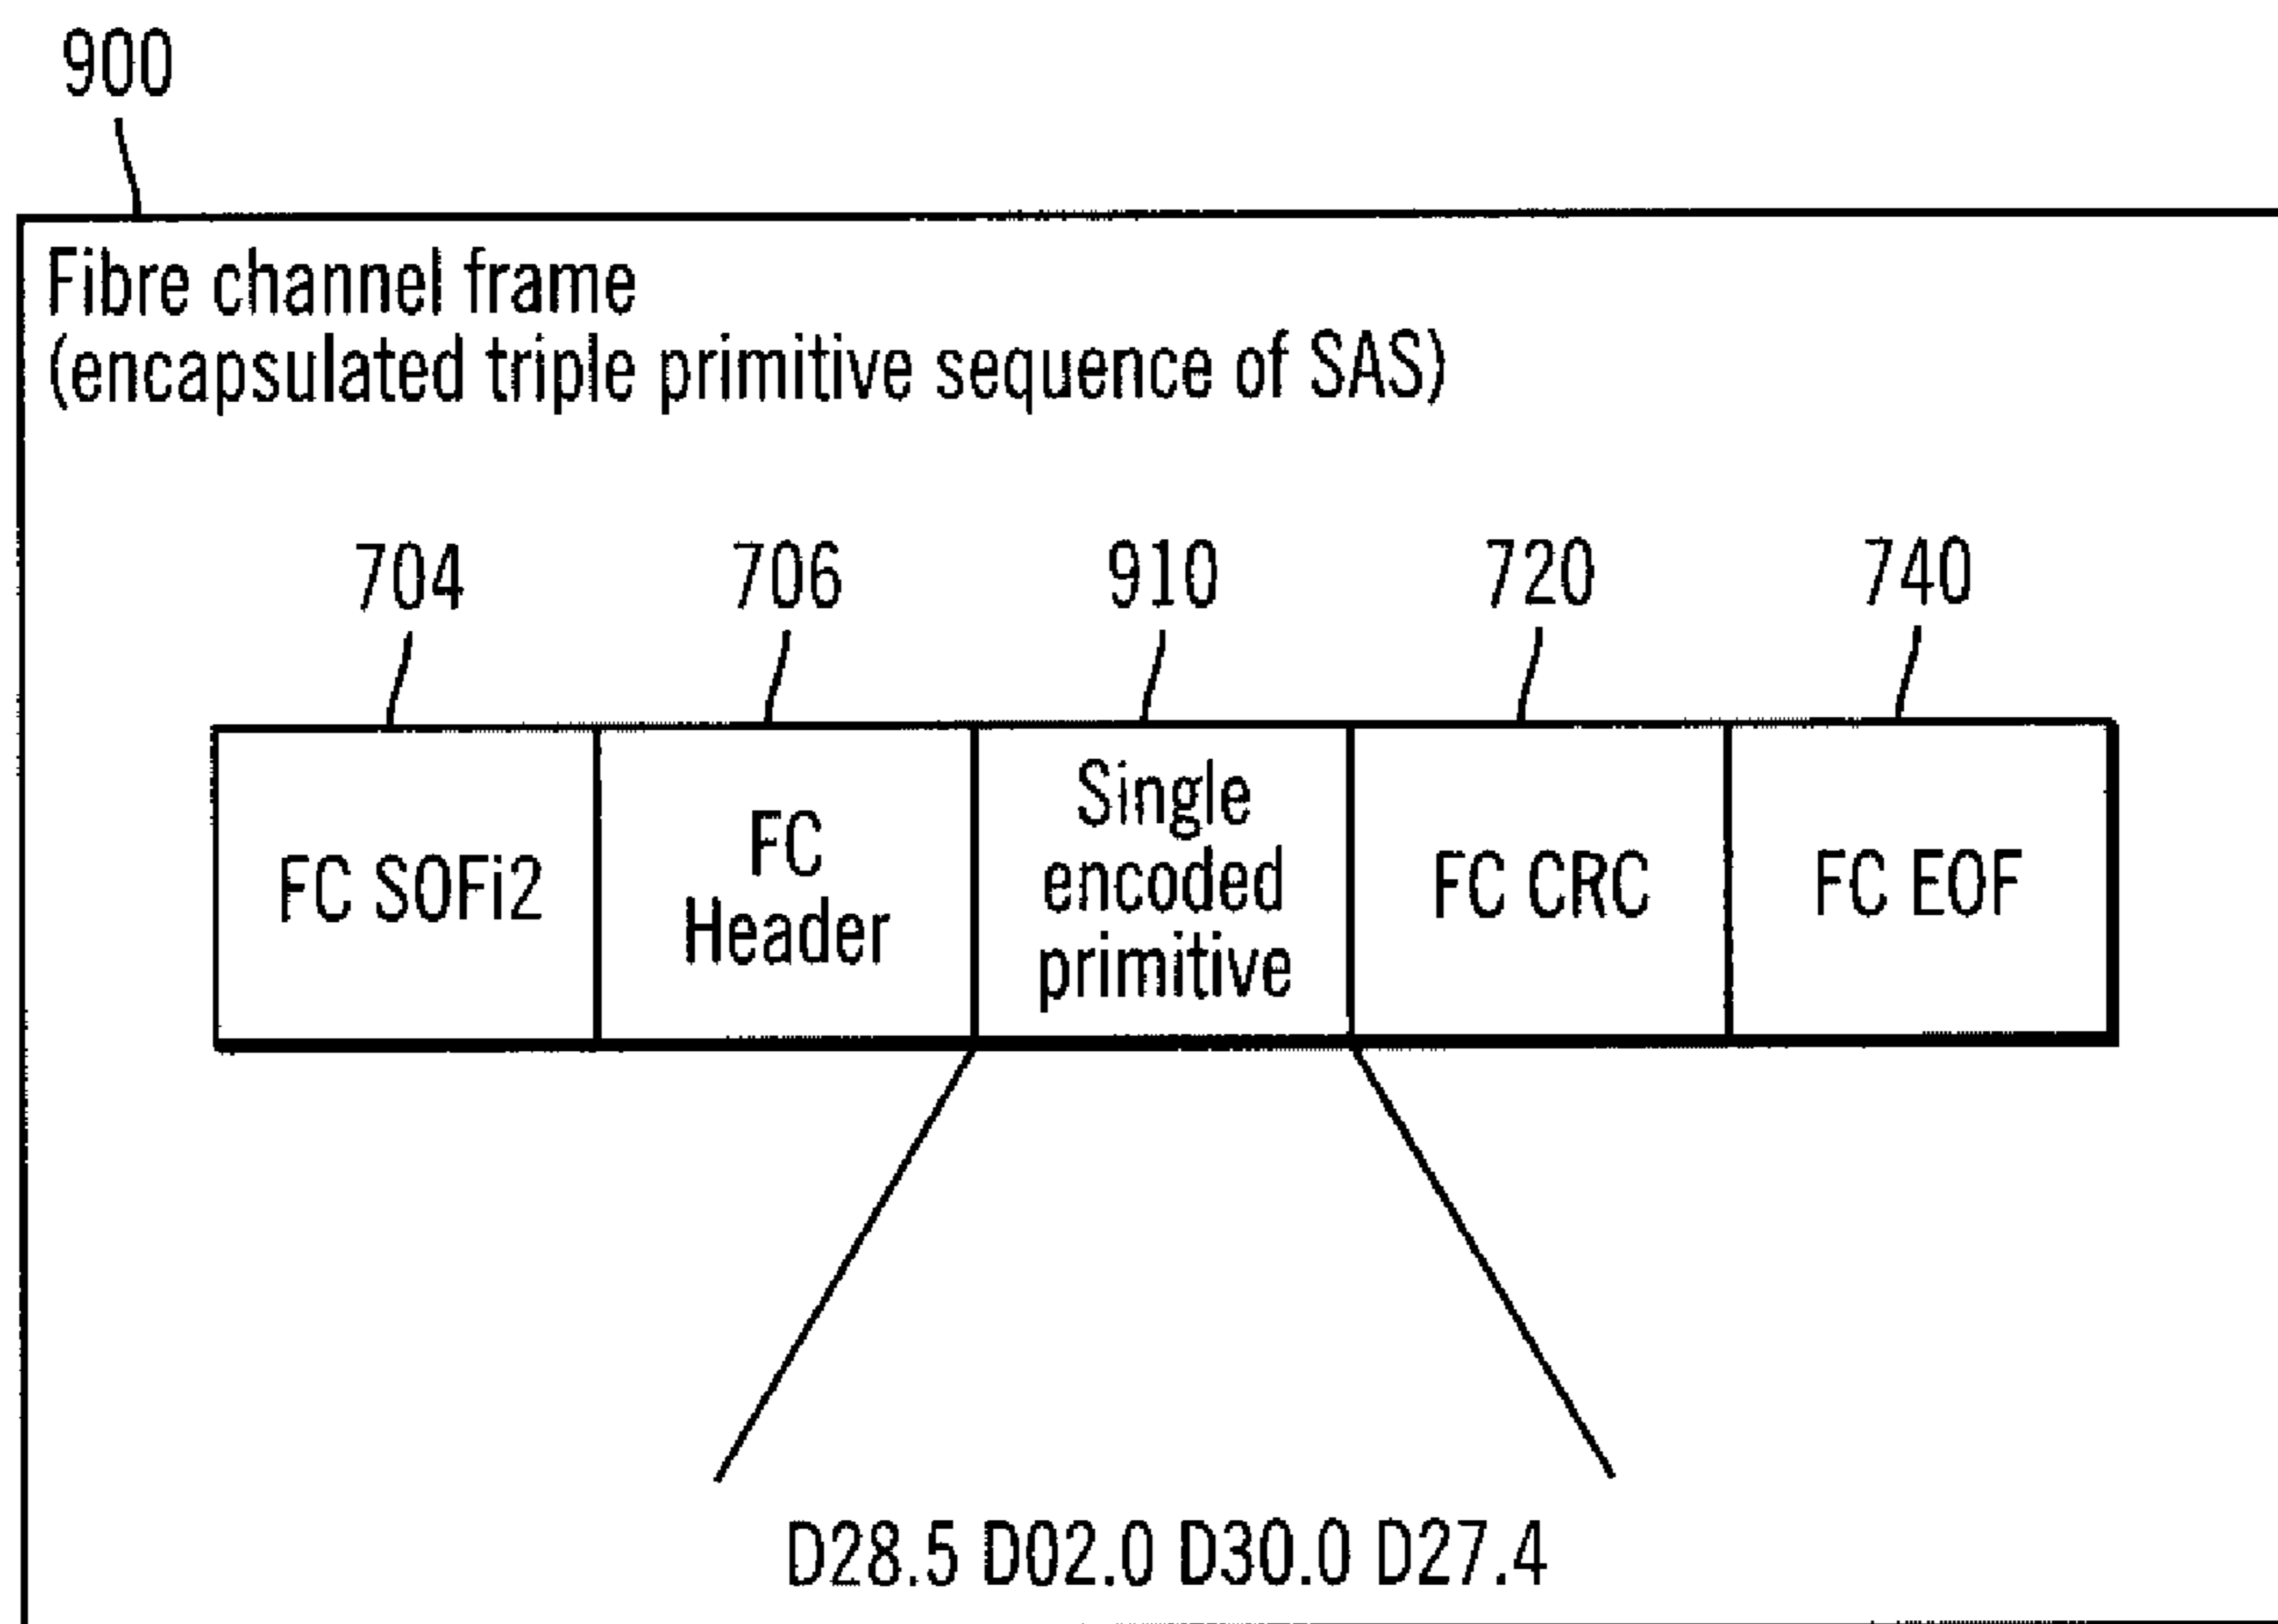 900
Fibre channel frame
(encapsulated triple primitive sequence of SAS)
704 706 910 720 740
FC SOFi2
FC
Header
Single
encoded
primitive
FC CRC
FC EOF
D28.5 D02.0 D30.0 D27.4